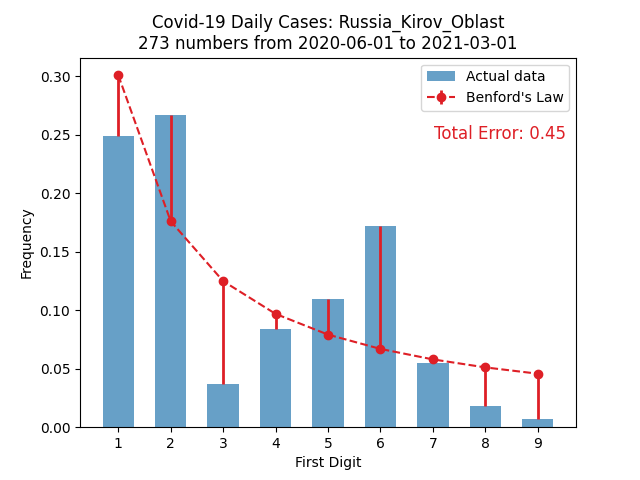 Covid-19 Daily Cases: Russia_Kirov_Oblast
273 numbers from 2020-06-01 to 2021-03-01
Actual data
Benford's Law
Total Error: 0.45
Frequency
0.30
0.25
0.20
0.15
0.10
0.05
0.00
1 2 3 4 5 6 7 8 9
First Digit